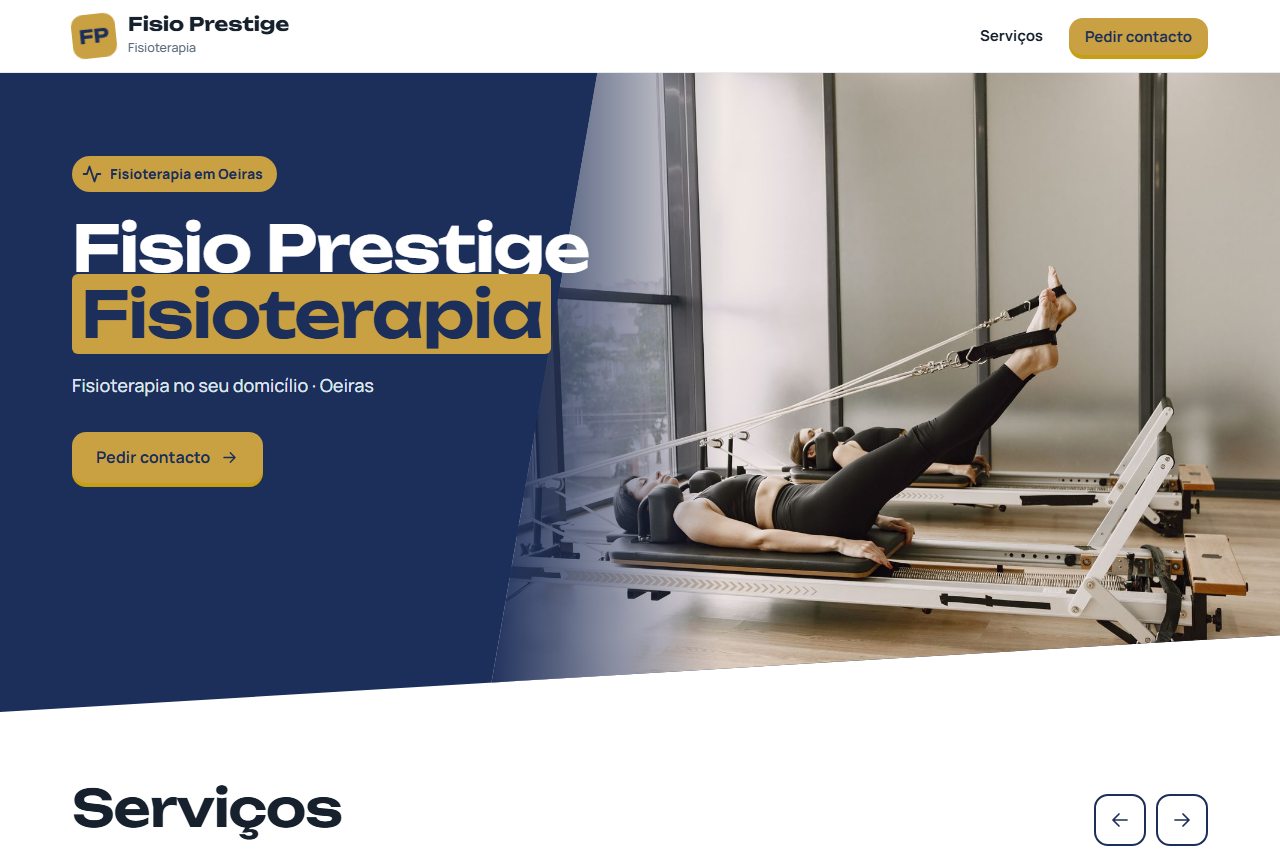 FP
Fisio Prestige
Fisioterapia
Serviços
Pedir contacto
Fisioterapia em Oeiras
Fisio Prestige
Fisioterapia
Fisioterapia no seu domicílio · Oeiras
Pedir contacto →
Serviços
← →